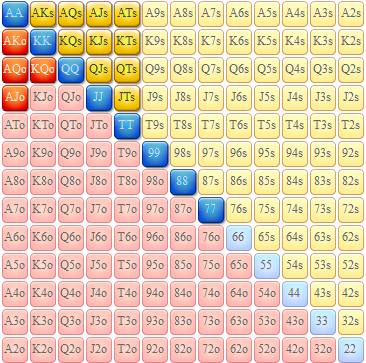 AA AKs AQs AJs ATs A9s A8s A7s A6s A5s A4s A3s A2s
AKo KK KQs KJs KTs K9s K8s K7s K6s K5s K4s K3s K2s
AQo KQo QQ QJs QTs Q9s Q8s Q7s Q6s Q5s Q4s Q3s Q2s
AJo KJo QJo JJ JTs J9s J8s J7s J6s J5s J4s J3s J2s
ATo KTo QTo JTo TT T9s T8s T7s T6s T5s T4s T3s T2s
A9o K9o Q9o J9o T9o 99 98s 97s 96s 95s 94s 93s 92s
A8o K8o Q8o J8o T8o 98o 88 87s 86s 85s 84s 83s 82s
A7o K7o Q7o J7o T7o 97o 87o 77 76s 75s 74s 73s 72s
A6o K6o Q6o J6o T6o 96o 86o 76o 66 65s 64s 63s 62s
A5o K5o Q5o J5o T5o 95o 85o 75o 65o 55 54s 53s 52s
A4o K4o Q4o J4o T4o 94o 84o 74o 64o 54o 44 43s 42s
A3o K3o Q3o J3o T3o 93o 83o 73o 63o 53o 43o 33 32s
A2o K2o Q2o J2o T2o 92o 82o 72o 62o 52o 42o 32o 22